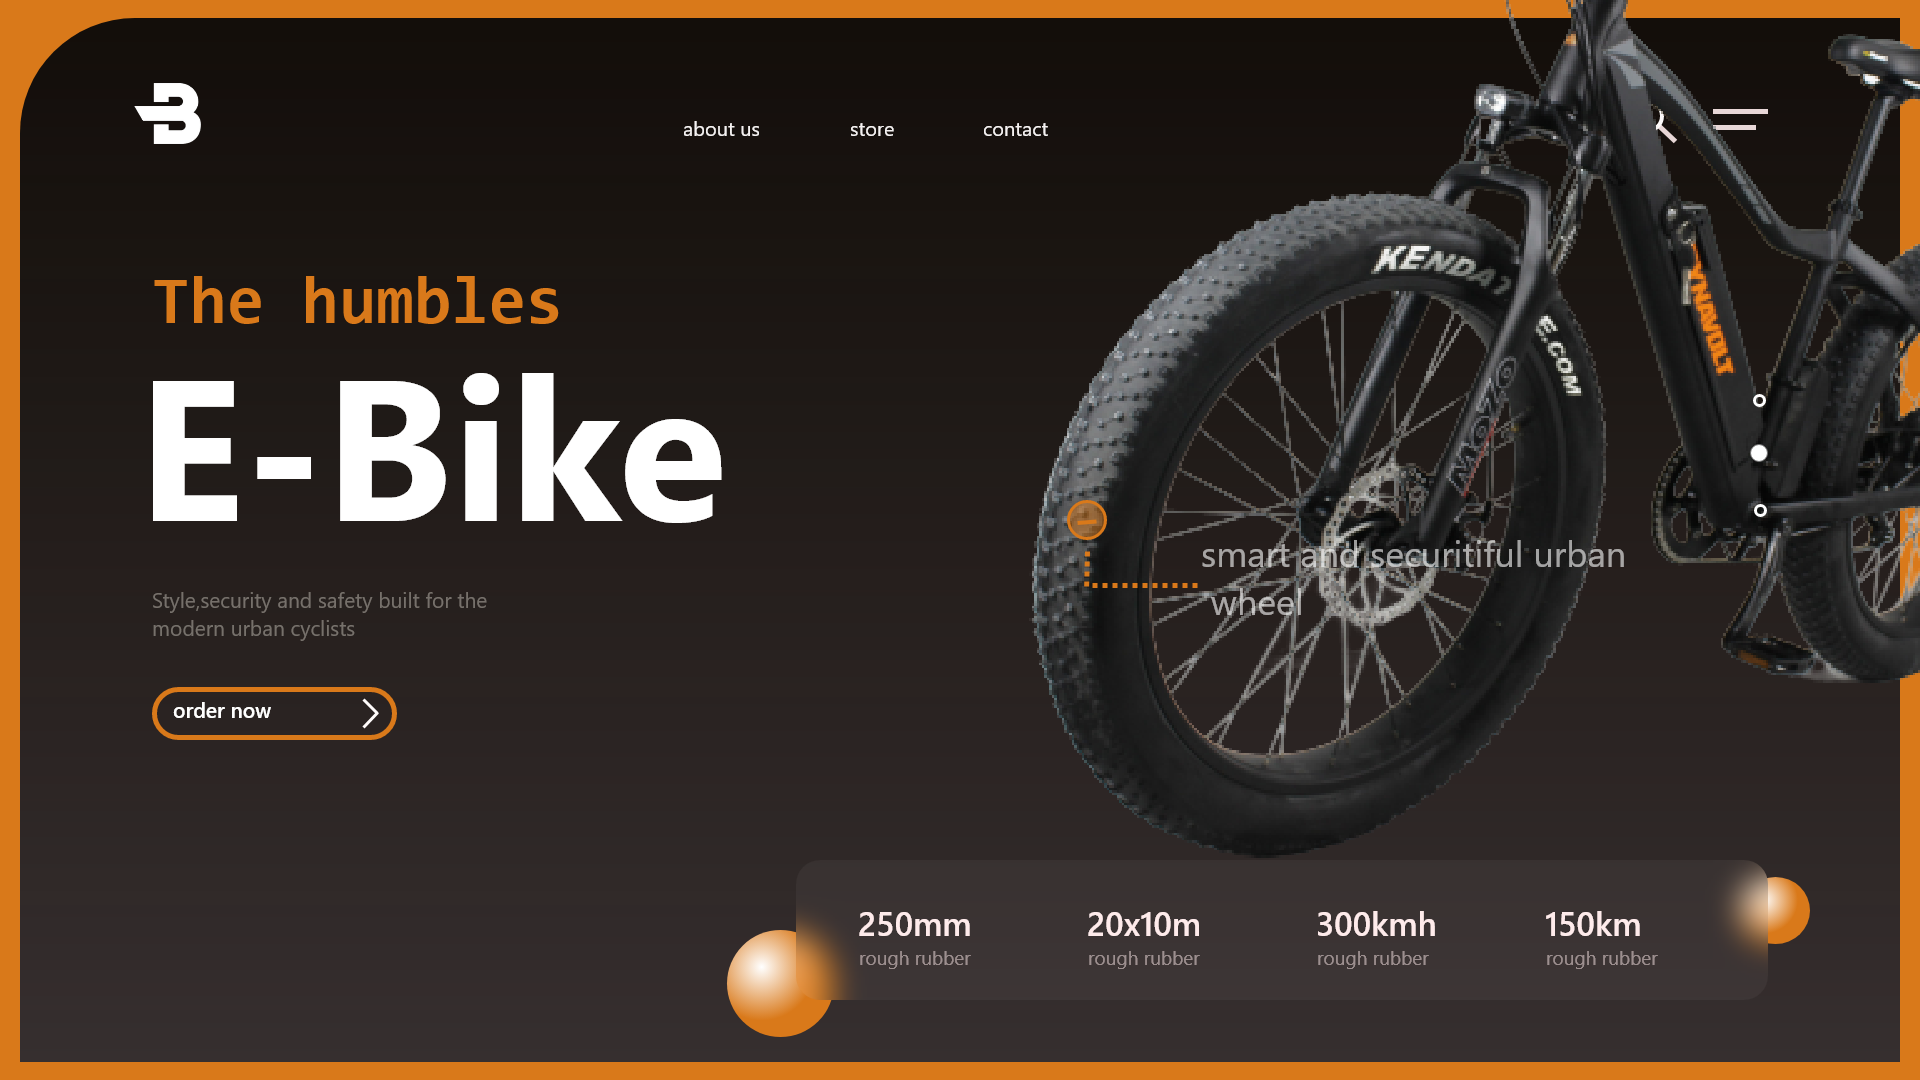 B
about us
store
contact
The humbles
E-Bike
KENDA
E.COM
YNAVOLT
MOZO
smart and securitiful urban
wheel
Style,security and safety built for the
modern urban cyclists
order now
250mm
rough rubber
20x10m
rough rubber
300kmh
rough rubber
150km
rough rubber